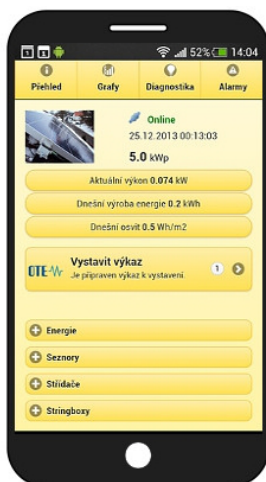 52% 14:04
Přehled Grafy Diagnostika Alarmy
Online
25.12.2013 00:13:03
5.0 kWp
Aktuální výkon 0.074 kW
Dnešní výroba energie 0.2 kWh
Dnešní osvit 0.5 Wh/m2
OTE
Vystavit výkaz
Je připraven výkaz k vystavení.
1
Energie
Seznory
Střídače
Stringboxy